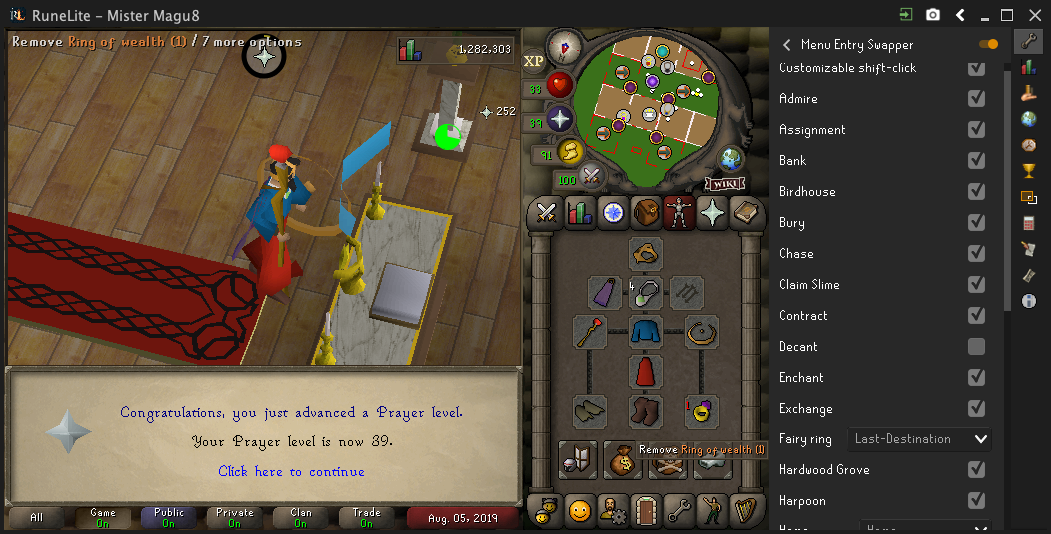 RuneLite - Mister Magu8
Remove Ring of wealth (1) / 7 more options
1,282,303
252
XP
33
39
91
100
WIKI
4
1
Remove Ring of wealth (1)
Congratulations, you just advanced a Prayer level.
Your Prayer level is now 39.
Click here to continue
All
Game
On
Public
On
Private
On
Clan
On
Trade
On
Aug. 05, 2019
Menu Entry Swapper
Customizable shift-click
Admire
Assignment
Bank
Birdhouse
Bury
Chase
Claim Slime
Contract
Decant
Enchant
Exchange
Fairy ring
Last-Destination
Hardwood Grove
Harpoon